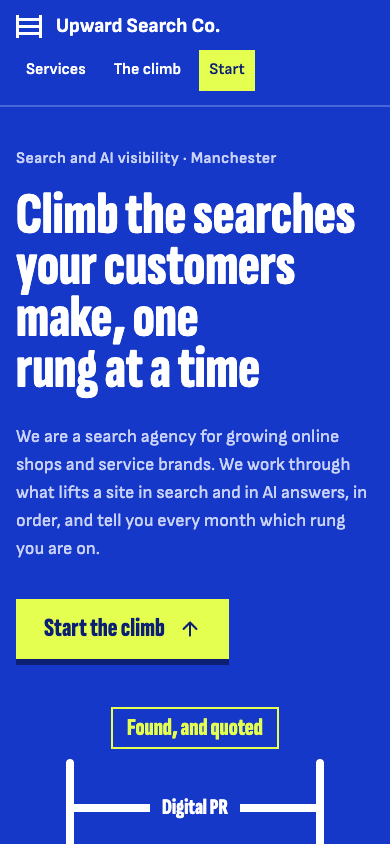 Upward Search Co.
Services The climb Start
Search and AI visibility · Manchester
Climb the searches
your customers
make, one
rung at a time
We are a search agency for growing online
shops and service brands. We work through
what lifts a site in search and in AI answers, in
order, and tell you every month which rung
you are on.
Start the climb
Found, and quoted
Digital PR